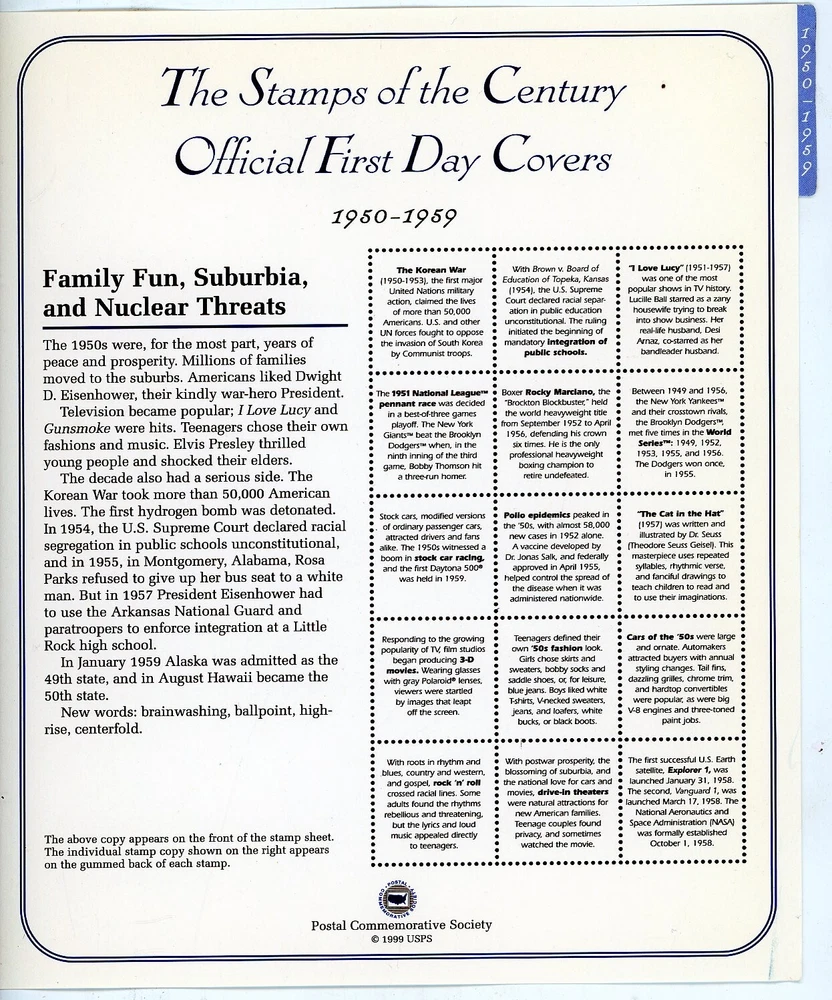 1950–1959
The Stamps of the Century
Official First Day Covers
1950–1959
Family Fun, Suburbia,
and Nuclear Threats
The 1950s were, for the most part, years of
peace and prosperity. Millions of families
moved to the suburbs. Americans liked Dwight
D. Eisenhower, their kindly war-hero President.
Television became popular; I Love Lucy and
Gunsmoke were hits. Teenagers chose their own
fashions and music. Elvis Presley thrilled
young people and shocked their elders.
The decade also had a serious side. The
Korean War took more than 50,000 American
lives. The first hydrogen bomb was detonated.
In 1954, the U.S. Supreme Court declared racial
segregation in public schools unconstitutional,
and in 1955, in Montgomery, Alabama, Rosa
Parks refused to give up her bus seat to a white
man. But in 1957 President Eisenhower had
to use the Arkansas National Guard and
paratroopers to enforce integration at a Little
Rock high school.
In January 1959 Alaska was admitted as the
49th state, and in August Hawaii became the
50th state.
New words: brainwashing, ballpoint, high-
rise, centerfold.
The above copy appears on the front of the stamp sheet.
The individual stamp copy shown on the right appears
on the gummed back of each stamp.
The Korean War
(1950-1953), the first major
United Nations military
action, claimed the lives
of more than 50,000
Americans. U.S. and other
UN forces fought to oppose
the invasion of South Korea
by Communist troops.
With Brown v. Board of
Education of Topeka, Kansas
(1954), the U.S. Supreme
Court declared racial separ-
ation in public education
unconstitutional. The ruling
initiated the beginning of
mandatory integration of
public schools.
"I Love Lucy" (1951-1957)
was one of the most
popular shows in TV history.
Lucille Ball starred as a zany
housewife trying to break
into show business. Her
real-life husband, Desi
Arnaz, co-starred as her
bandleader husband.
The 1951 National League™
pennant race was decided
in a best-of-three games
playoff. The New York
Giants™ beat the Brooklyn
Dodgers™ when, in the
ninth inning of the third
game, Bobby Thomson hit
a three-run homer.
Boxer Rocky Marciano, the
"Brockton Blockbuster," held
the world heavyweight title
from September 1952 to April
1956, defending his crown
six times. He is the only
professional heavyweight
boxing champion to
retire undefeated.
Between 1949 and 1956,
the New York Yankees™
and their crosstown rivals,
the Brooklyn Dodgers™,
met five times in the World
Series™: 1949, 1952,
1953, 1955, and 1956.
The Dodgers won once,
in 1955.
Stock cars, modified versions
of ordinary passenger cars,
attracted drivers and fans
alike. The 1950s witnessed a
boom in stock car racing,
and the first Daytona 500®
was held in 1959.
Polio epidemics peaked in
the '50s, with almost 58,000
new cases in 1952 alone.
A vaccine developed by
Dr. Jonas Salk, and federally
approved in April 1955,
helped control the spread of
the disease when it was
administered nationwide.
"The Cat in the Hat"
(1957) was written and
illustrated by Dr. Seuss
(Theodore Seuss Geisel). This
masterpiece uses repeated
syllables, rhythmic verse,
and fanciful drawings to
teach children to read and
to use their imaginations.
Responding to the growing
popularity of TV, film studios
began producing 3-D
movies. Wearing glasses
with gray Polaroid® lenses,
viewers were startled
by images that leapt
off the screen.
Teenagers defined their
own '50s fashion look.
Girls chose skirts and
sweaters, bobby socks and
saddle shoes, or, for leisure,
blue jeans. Boys liked white
T-shirts, V-necked sweaters,
jeans, and loafers, white
bucks, or black boots.
Cars of the '50s were large
and ornate. Automakers
attracted buyers with annual
styling changes. Tail fins,
dazzling grilles, chrome trim,
and hardtop convertibles
were popular, as were big
V-8 engines and three-toned
paint jobs.
With roots in rhythm and
blues, country and western,
and gospel, rock 'n' roll
crossed racial lines. Some
adults found the rhythms
rebellious and threatening,
but the lyrics and loud
music appealed directly
to teenagers.
With postwar prosperity, the
blossoming of suburbia, and
the national love for cars and
movies, drive-in theaters
were natural attractions for
new American families.
Teenage couples found
privacy, and sometimes
watched the movie.
The first successful U.S. Earth
satellite, Explorer 1, was
launched January 31, 1958.
The second, Vanguard 1, was
launched March 17, 1958. The
National Aeronautics and
Space Administration (NASA)
was formally established
October 1, 1958.
POSTAL COMMEMORATIVE SOCIETY
Postal Commemorative Society
© 1999 USPS